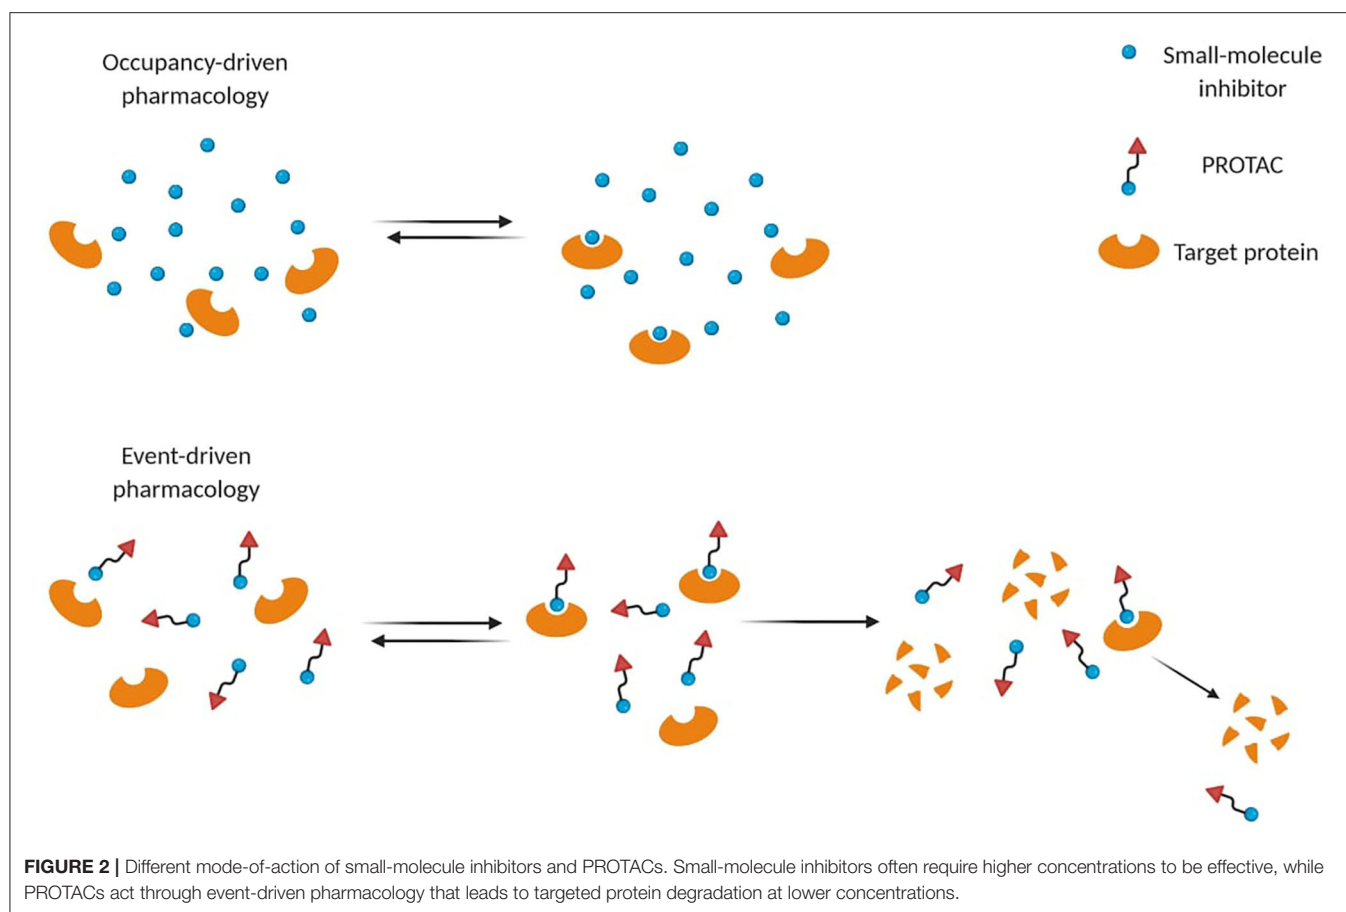 Occupancy-driven
pharmacology
Small-molecule
inhibitor
PROTAC
Target protein
Event-driven
pharmacology
FIGURE 2 | Different mode-of-action of small-molecule inhibitors and PROTACs. Small-molecule inhibitors often require higher concentrations to be effective, while
PROTACs act through event-driven pharmacology that leads to targeted protein degradation at lower concentrations.